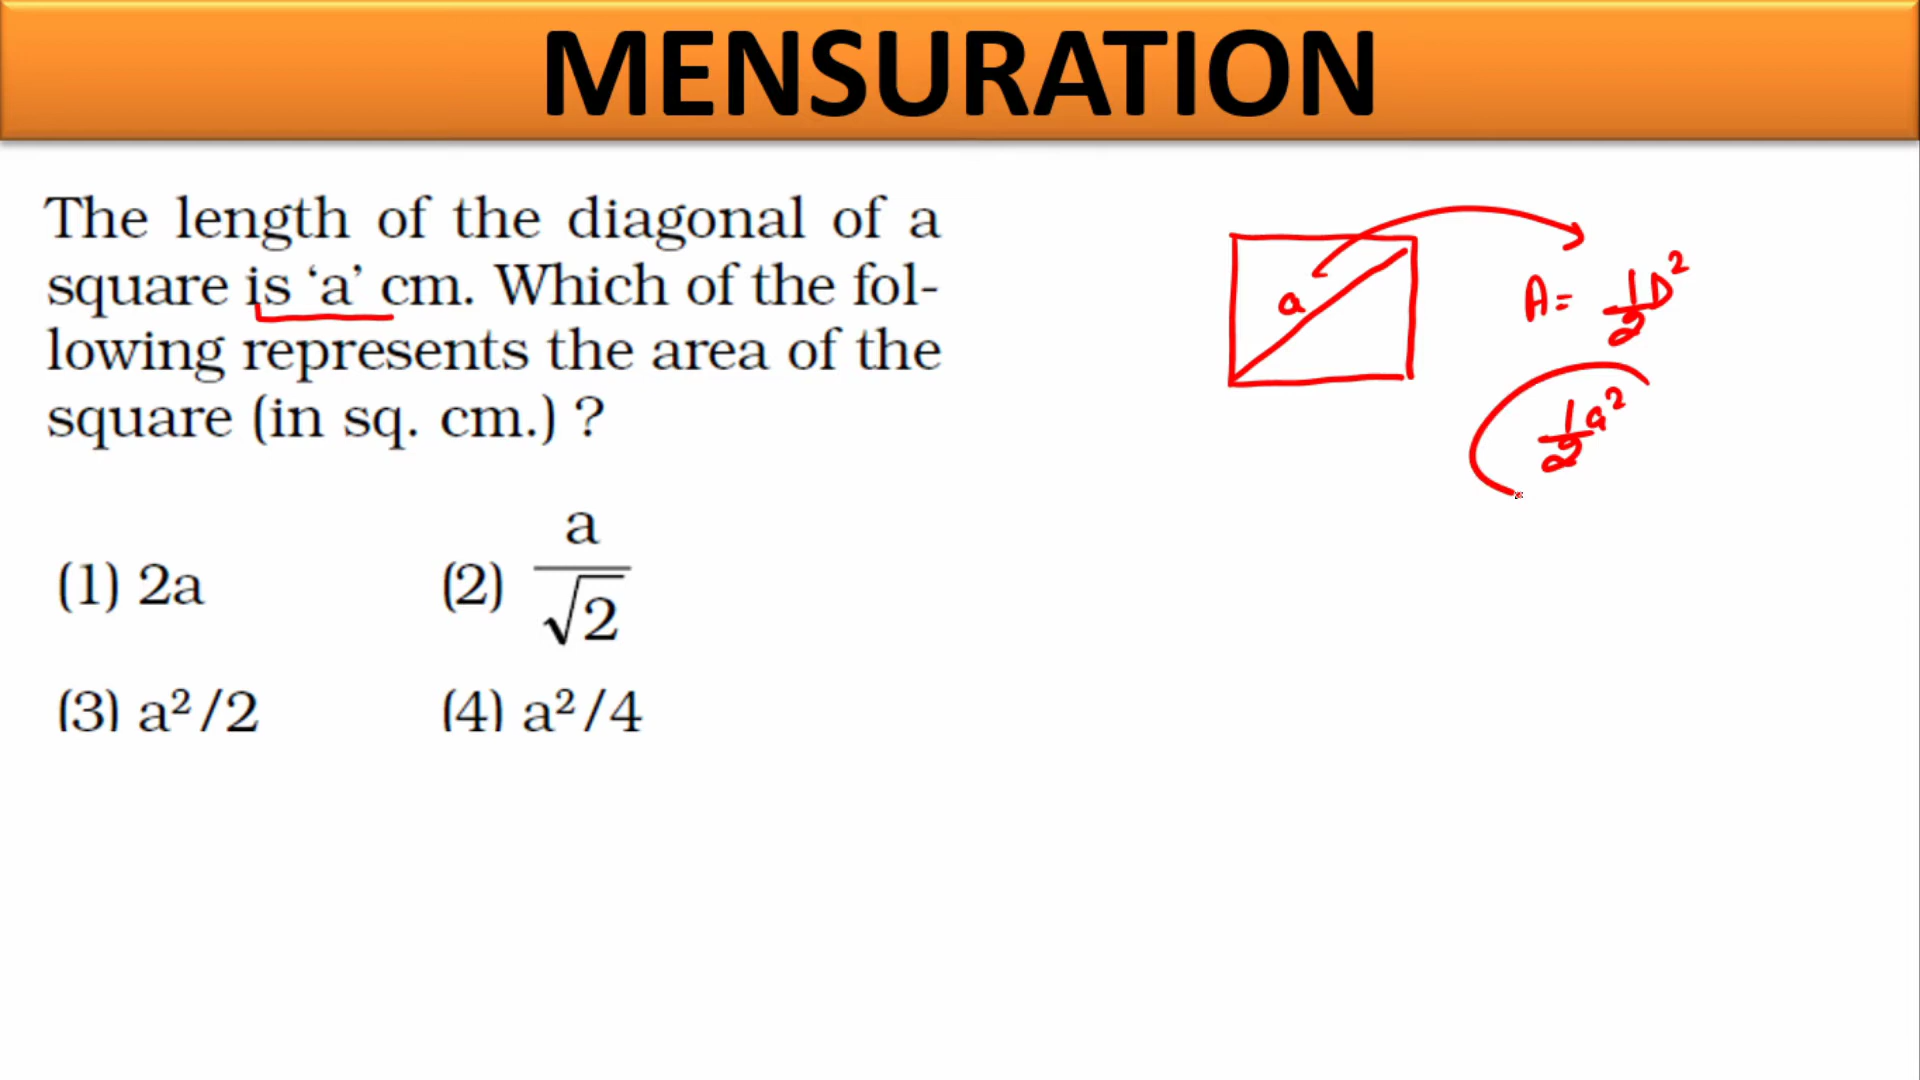 MENSURATION
The length of the diagonal of a
square is ‘a’ cm. Which of the fol-
lowing represents the area of the
square (in sq. cm.) ?
(1) 2a (2) a/√2
(3) a²/2 (4) a²/4
a
A= 1/2 D²
1/2 a²